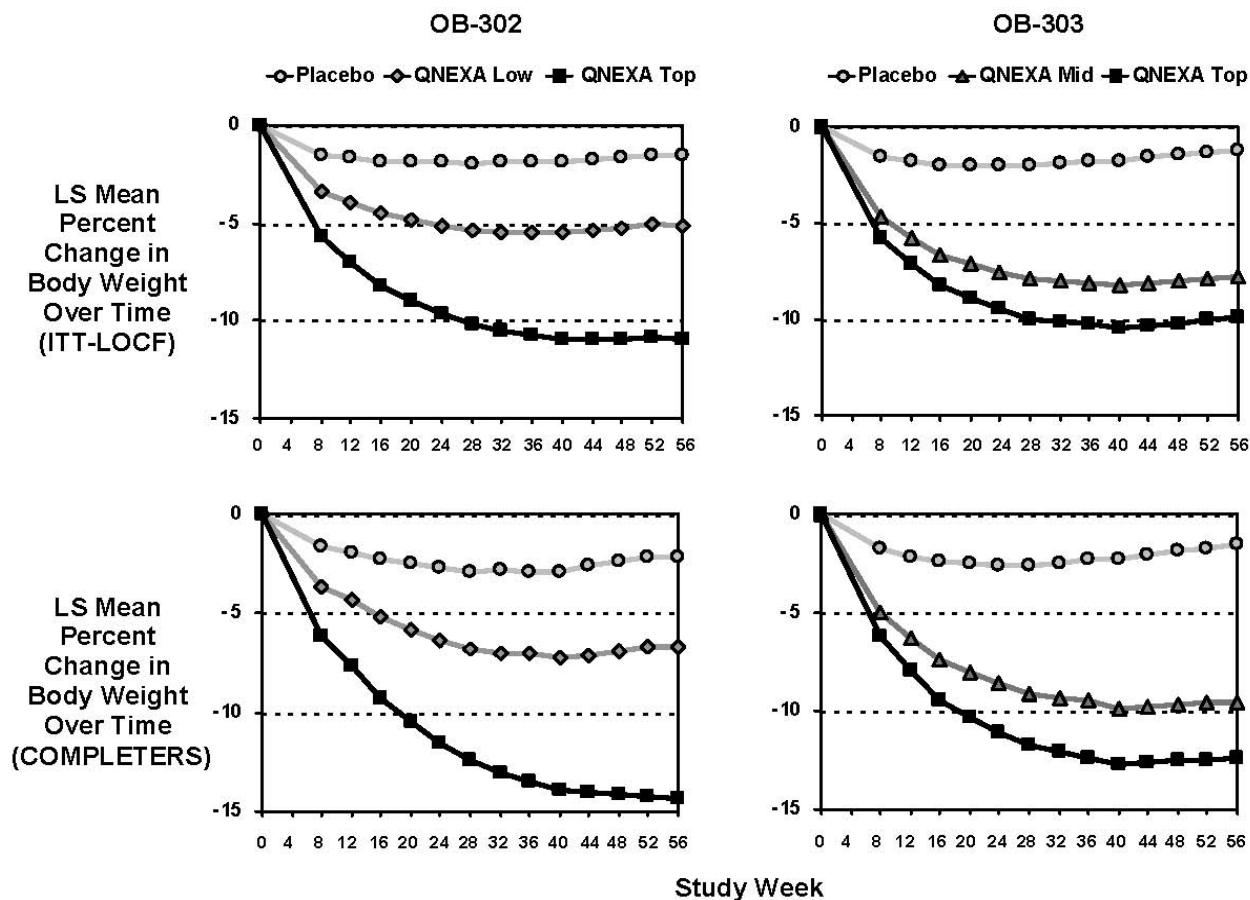 OB-302
OB-303
Placebo QNEXA Low QNEXA Top
Placebo QNEXA Mid QNEXA Top
LS Mean
Percent
Change in
Body Weight
Over Time
(ITT-LOCF)
0
-5
-10
-15
0 4 8 12 16 20 24 28 32 36 40 44 48 52 56
0
-5
-10
-15
0 4 8 12 16 20 24 28 32 36 40 44 48 52 56
LS Mean
Percent
Change in
Body Weight
Over Time
(COMPLETERS)
0
-5
-10
-15
0 4 8 12 16 20 24 28 32 36 40 44 48 52 56
0
-5
-10
-15
0 4 8 12 16 20 24 28 32 36 40 44 48 52 56
Study Week